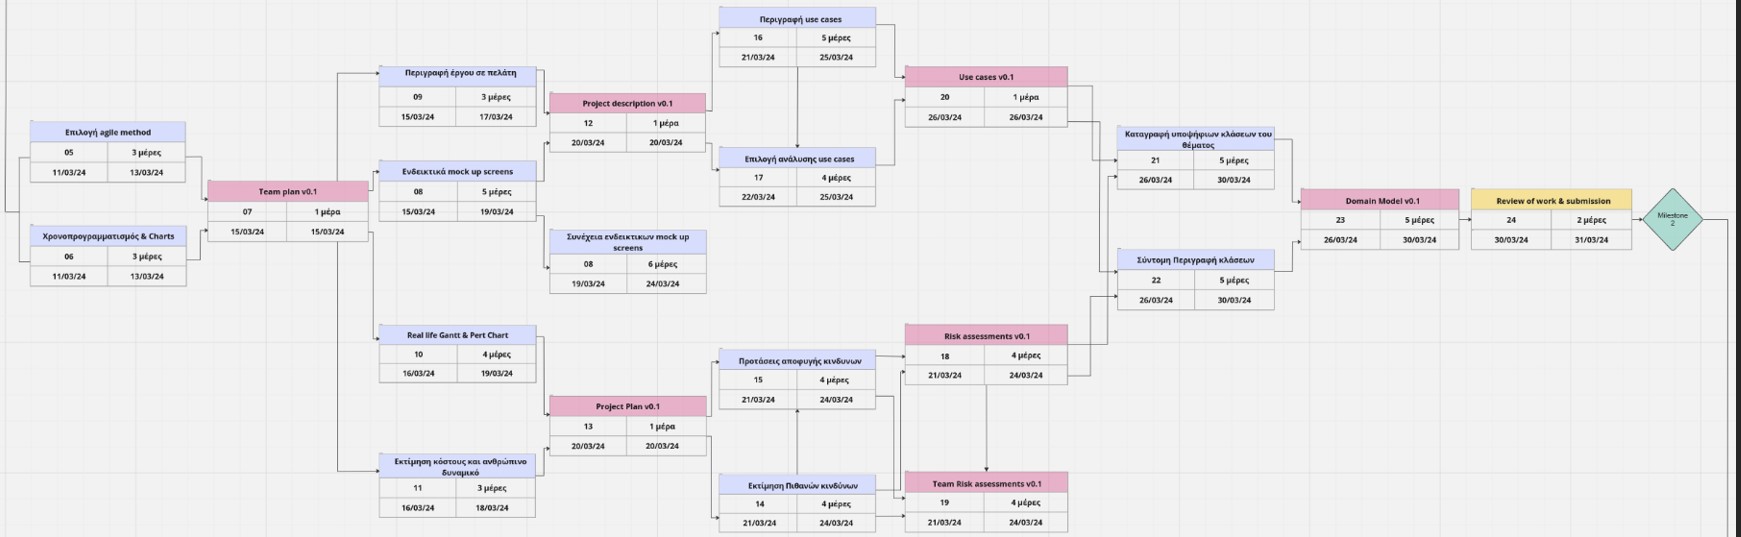 Επιλογή agile method
05 3 μέρες
11/03/24 13/03/24
Χρονοπρογραμματισμός & Charts
06 3 μέρες
11/03/24 13/03/24
Team plan v0.1
07 1 μέρα
15/03/24 15/03/24
Περιγραφή έργου σε πελάτη
09 3 μέρες
15/03/24 17/03/24
Ενδεικτικά mock up screens
08 5 μέρες
15/03/24 19/03/24
Real life Gantt & Pert Chart
10 4 μέρες
16/03/24 19/03/24
Εκτίμηση κόστους και ανθρώπινο
δυναμικό
11 3 μέρες
16/03/24 18/03/24
Project description v0.1
12 1 μέρα
20/03/24 20/03/24
Συνέχεια ενδεικτικων mock up
screens
08 6 μέρες
19/03/24 24/03/24
Project Plan v0.1
13 1 μέρα
20/03/24 20/03/24
Περιγραφή use cases
16 5 μέρες
21/03/24 25/03/24
Επιλογή ανάλυσης use cases
17 4 μέρες
22/03/24 25/03/24
Προτάσεις αποφυγής κινδυνων
15 4 μέρες
21/03/24 24/03/24
Εκτίμηση Πιθανών κινδύνων
14 4 μέρες
21/03/24 24/03/24
Use cases v0.1
20 1 μέρα
26/03/24 26/03/24
Risk assessments v0.1
18 4 μέρες
21/03/24 24/03/24
Team Risk assessments v0.1
19 4 μέρες
21/03/24 24/03/24
Καταγραφή υποψήφιων κλάσεων του
θέματος
21 5 μέρες
26/03/24 30/03/24
Σύντομη Περιγραφή κλάσεων
22 5 μέρες
26/03/24 30/03/24
Domain Model v0.1
23 5 μέρες
26/03/24 30/03/24
Review of work & submission
24 2 μέρες
30/03/24 31/03/24
Milestone
2